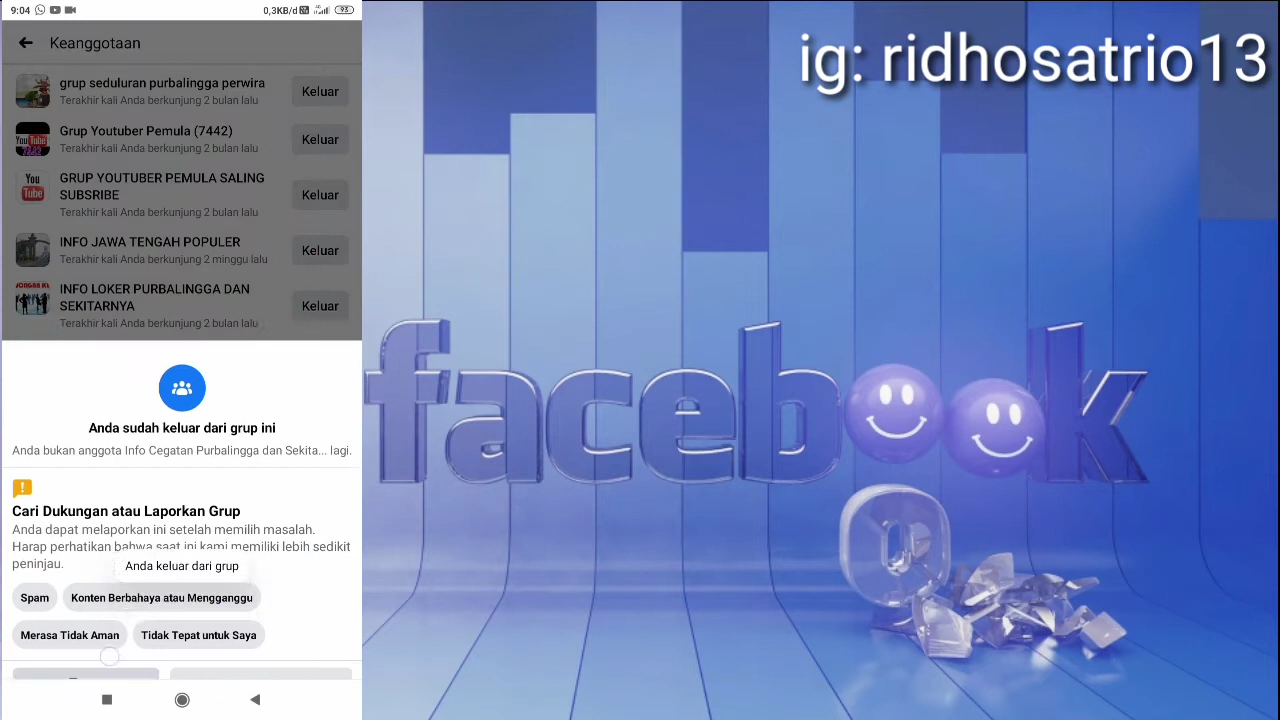 9:04
0,3KB/d
93
Keanggotaan
grup seduluran purbalingga perwira
Terakhir kali Anda berkunjung 2 bulan lalu
Keluar
Grup Youtuber Pemula (7442)
Terakhir kali Anda berkunjung 2 bulan lalu
Keluar
GRUP YOUTUBER PEMULA SALING
SUBSRIBE
Terakhir kali Anda berkunjung 2 bulan lalu
Keluar
INFO JAWA TENGAH POPULER
Terakhir kali Anda berkunjung 2 minggu lalu
Keluar
INFO LOKER PURBALINGGA DAN
SEKITARNYA
Terakhir kali Anda berkunjung 2 bulan lalu
Keluar
Anda sudah keluar dari grup ini
Anda bukan anggota Info Cegatan Purbalingga dan Sekita... lagi.
Cari Dukungan atau Laporkan Grup
Anda dapat melaporkan ini setelah memilih masalah.
Harap perhatikan bahwa saat ini kami memiliki lebih sedikit
peninjau.
Anda keluar dari grup
Spam
Konten Berbahaya atau Mengganggu
Merasa Tidak Aman
Tidak Tepat untuk Saya
ig: ridhosatrio13
facebook